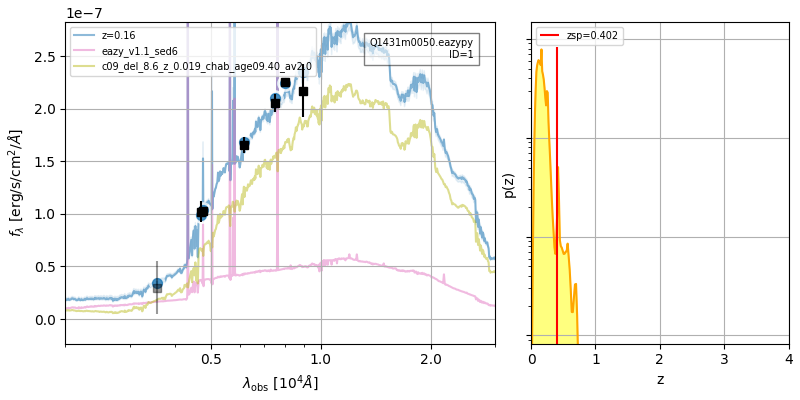 1e−7
z=0.16
eazy_v1.1_sed6
c09_del_8.6_z_0.019_chab_age09.40_av2.0
Q1431m0050.eazypy
ID=1
zsp=0.402
2.5
2.0
1.5
1.0
0.5
0.0
fλ [erg/s/cm²/Å]
0.5 1.0 2.0
λobs [10⁴Å]
p(z)
0 1 2 3 4
z